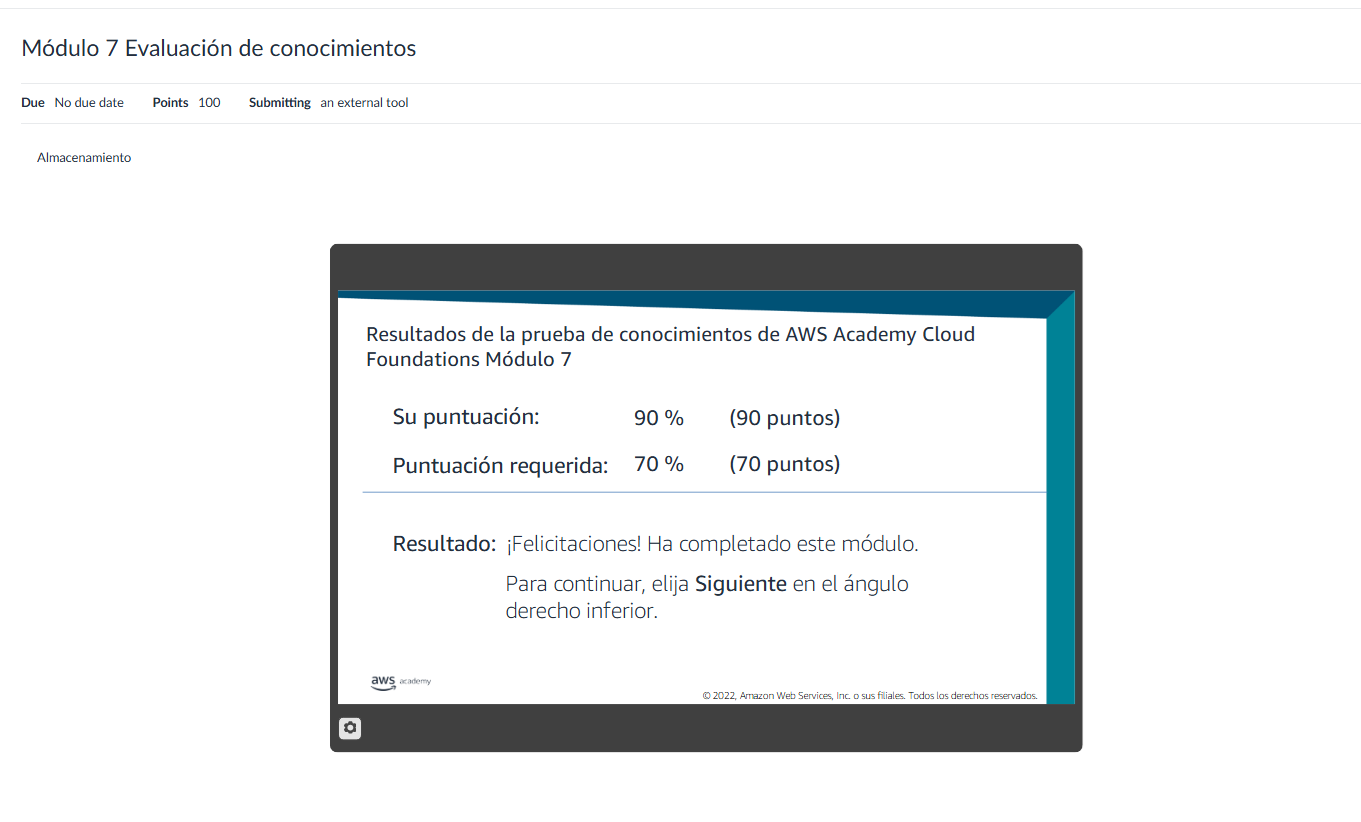 Módulo 7 Evaluación de conocimientos
Due No due date Points 100 Submitting an external tool
Almacenamiento
Resultados de la prueba de conocimientos de AWS Academy Cloud
Foundations Módulo 7
Su puntuación: 90 % (90 puntos)
Puntuación requerida: 70 % (70 puntos)
Resultado: ¡Felicitaciones! Ha completado este módulo.
Para continuar, elija Siguiente en el ángulo
derecho inferior.
aws academy
© 2022, Amazon Web Services, Inc. o sus filiales. Todos los derechos reservados.